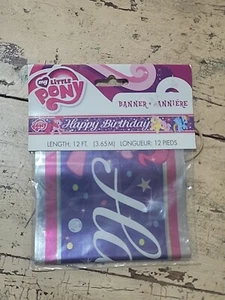 my LITTLE
PONY
BANNER • BANNIÈRE
Happy Birthday
LENGTH: 12 FT. (3.65 M) LONGUEUR: 12 PIEDS
H